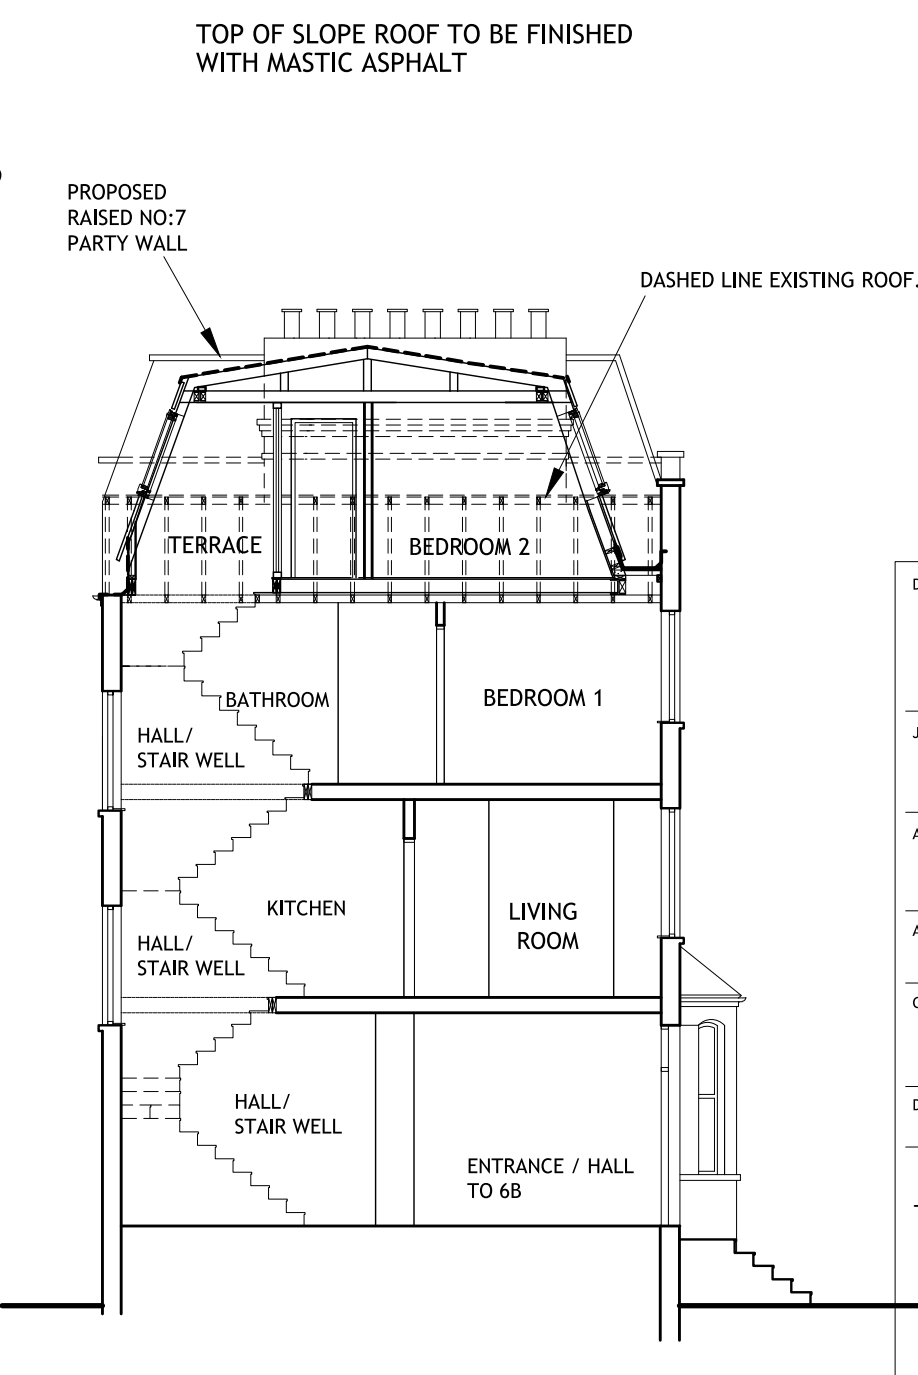 TOP OF SLOPE ROOF TO BE FINISHED
WITH MASTIC ASPHALT
PROPOSED
RAISED NO:7
PARTY WALL
DASHED LINE EXISTING ROOF.
TERRACE
BEDROOM 2
BATHROOM
BEDROOM 1
HALL/
STAIR WELL
KITCHEN
LIVING
ROOM
HALL/
STAIR WELL
HALL/
STAIR WELL
ENTRANCE / HALL
TO 6B